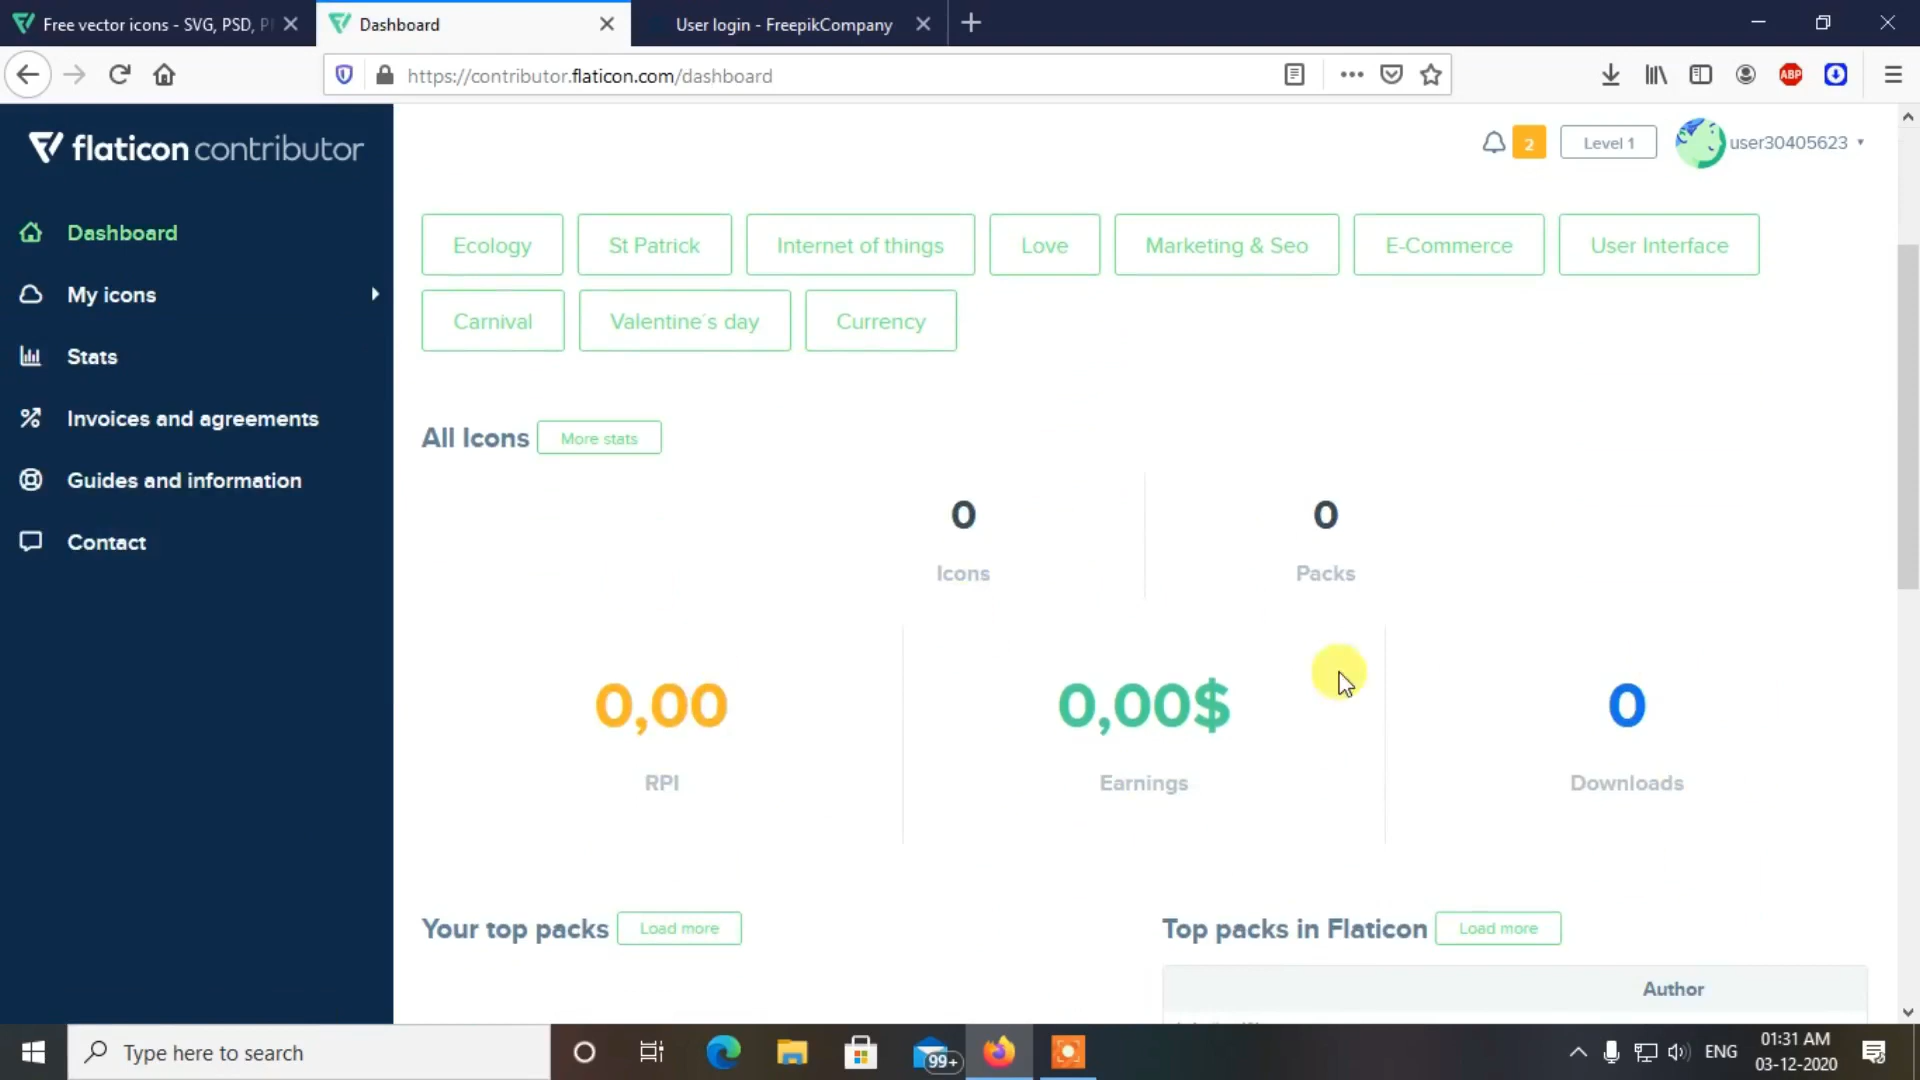 Free vector icons - SVG, PSD, P
Dashboard
User login - FreepikCompany
https://contributor.flaticon.com/dashboard
ABP
flaticon contributor
2
Level 1
user30405623
Dashboard
My icons
Stats
Invoices and agreements
Guides and information
Contact
Ecology
St Patrick
Internet of things
Love
Marketing & Seo
E-Commerce
User Interface
Carnival
Valentine´s day
Currency
All Icons
More stats
0
Icons
0
Packs
0,00
RPI
0,00$
Earnings
0
Downloads
Your top packs
Load more
Top packs in Flaticon
Load more
Author
Type here to search
99+
ENG
01:31 AM
03-12-2020